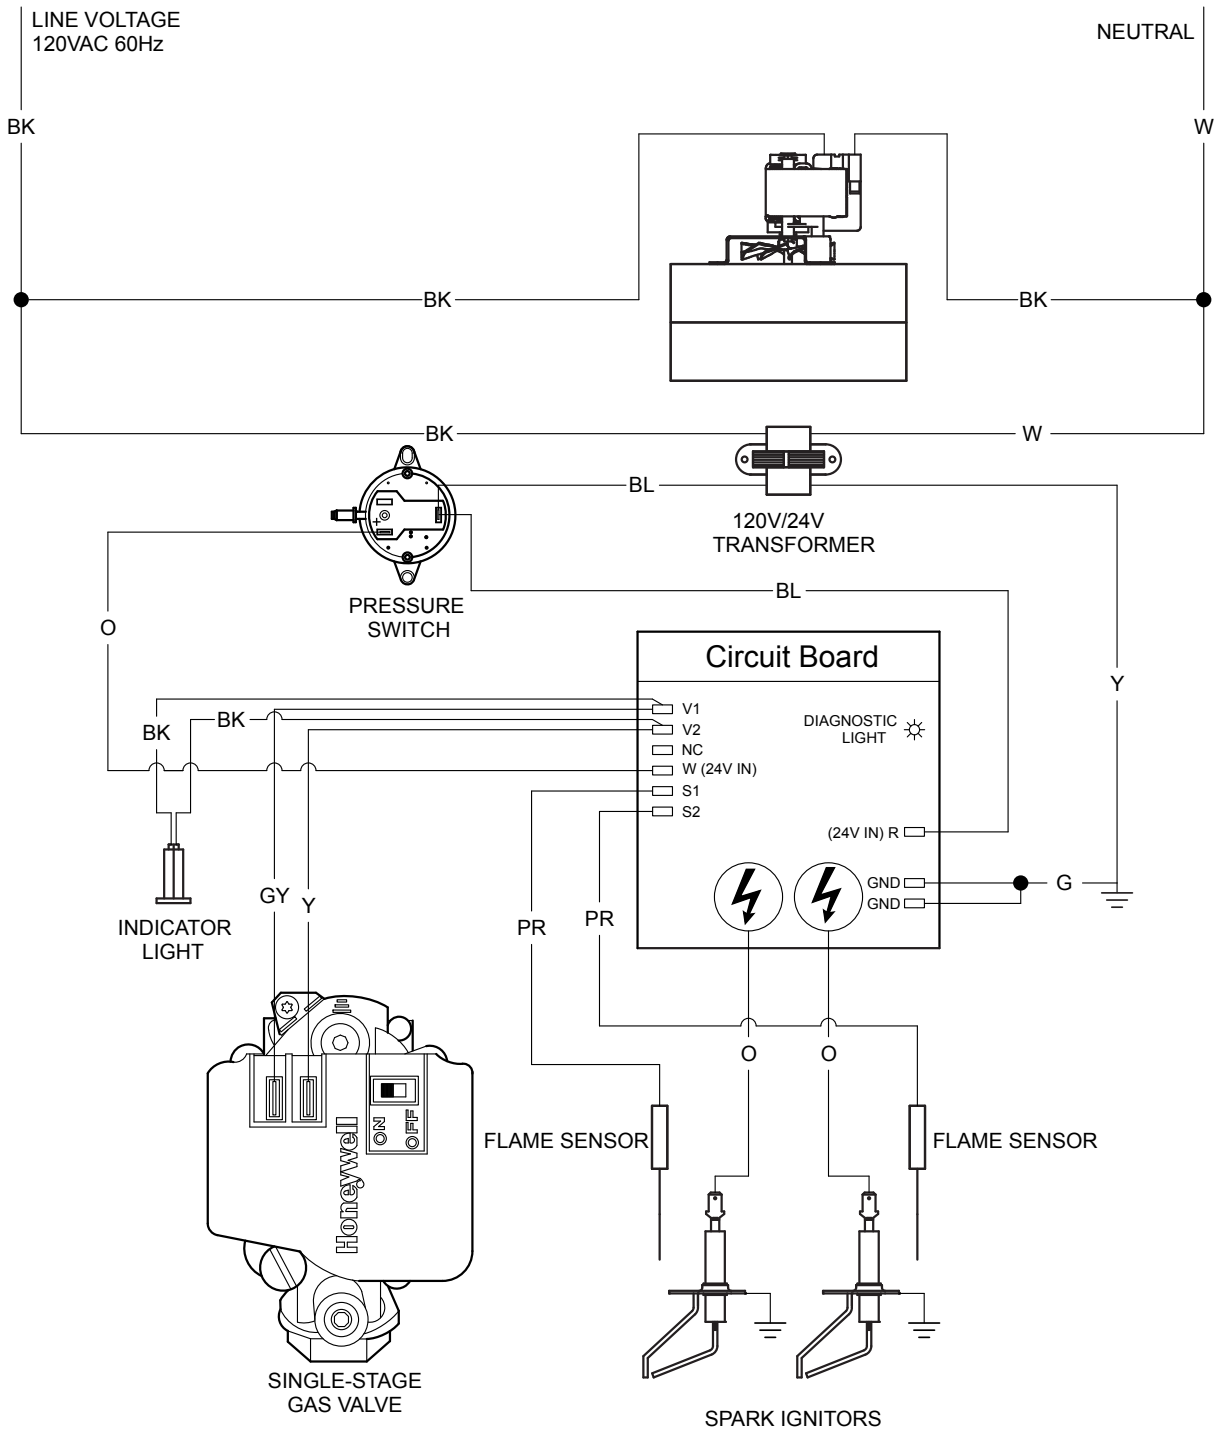 LINE VOLTAGE
120VAC 60Hz
NEUTRAL
BK
W
BK
BK
BK
W
BL
120V/24V
TRANSFORMER
BL
PRESSURE
SWITCH
O
Circuit Board
Y
V1
BK
BK
V2
DIAGNOSTIC
LIGHT
NC
W (24V IN)
S1
S2
(24V IN) R
GND
GND
G
GY
Y
PR
PR
INDICATOR
LIGHT
O
O
ON
OFF
Honeywell
FLAME SENSOR
FLAME SENSOR
SINGLE-STAGE
GAS VALVE
SPARK IGNITORS